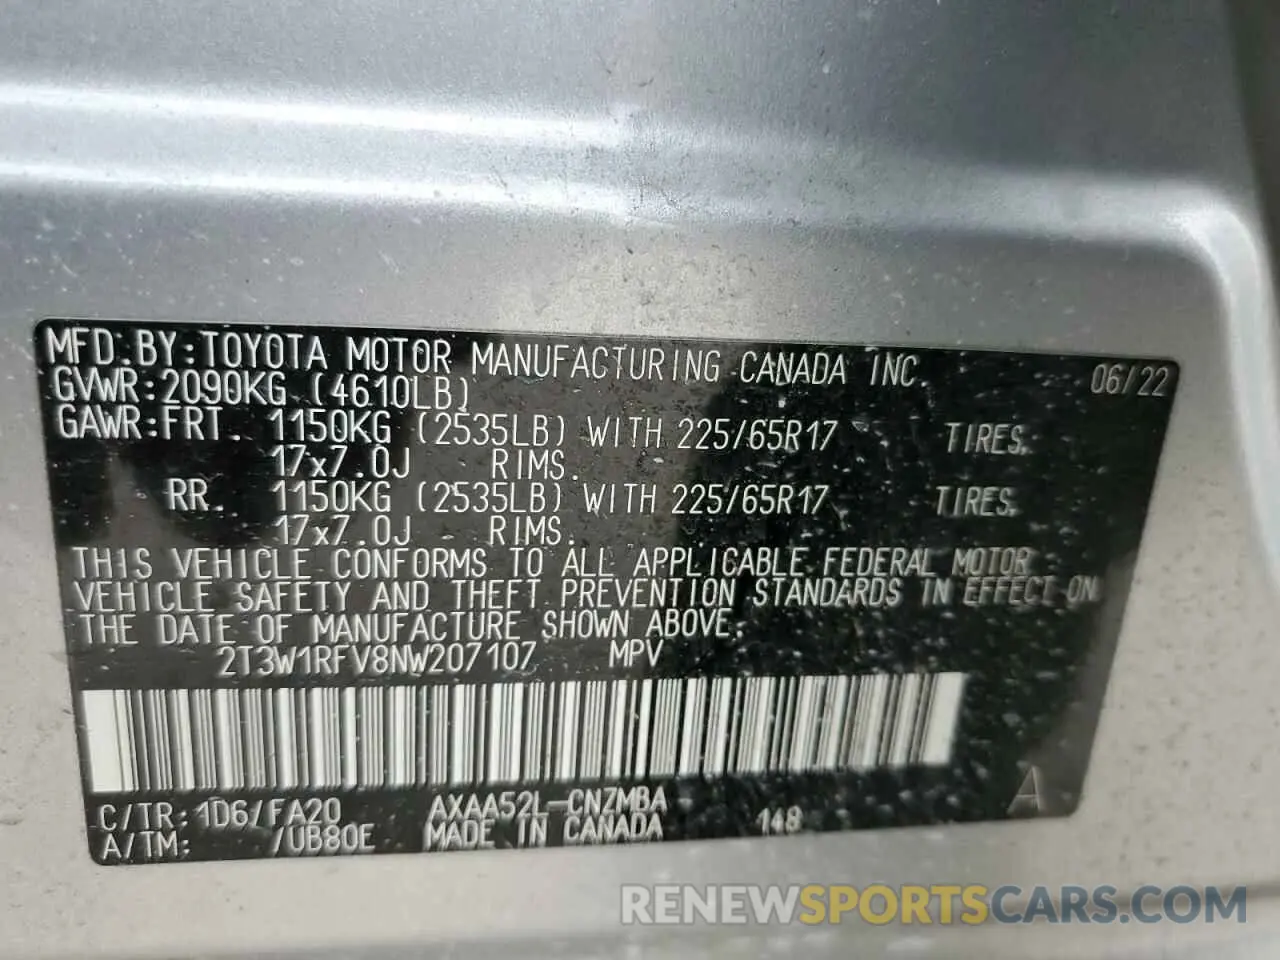 MFD.BY:TOYOTA MOTOR MANUFACTURING CANADA INC. 06/22
GVWR:2090KG (4610LB)
GAWR:FRT. 1150KG (2535LB) WITH 225/65R17 TIRES,
17x7.0J RIMS.
RR. 1150KG (2535LB) WITH 225/65R17 TIRES,
17x7.0J RIMS.
THIS VEHICLE CONFORMS TO ALL APPLICABLE FEDERAL MOTOR
VEHICLE SAFETY AND THEFT PREVENTION STANDARDS IN EFFECT ON
THE DATE OF MANUFACTURE SHOWN ABOVE.
2T3W1RFV8NW207107 MPV
C/TR:1D6/FA20 AXAA52L-CNZMBA 148 A
A/TM: /UB80E MADE IN CANADA
RENEWSPORTSCARS.COM